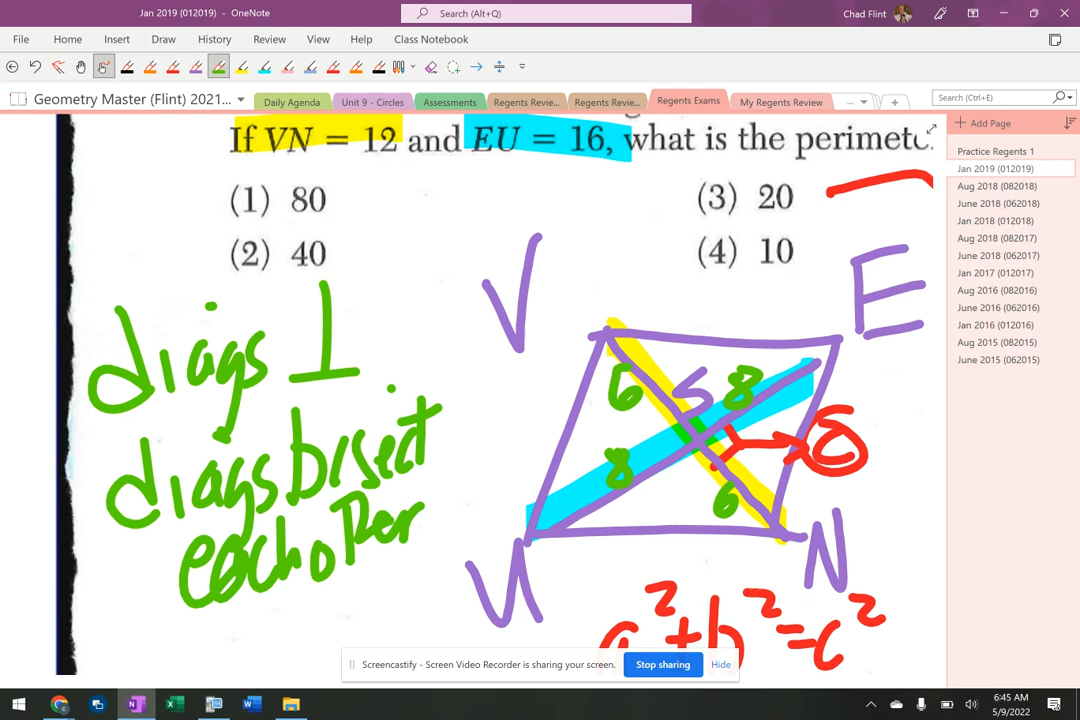 Jan 2019 (012019) - OneNote
Search (Alt+Q)
Chad Flint
File Home Insert Draw History Review View Help Class Notebook
Geometry Master (Flint) 2021...
Daily Agenda
Unit 9 - Circles
Assessments
Regents Revie...
Regents Revie...
Regents Exams
My Regents Review
...
Search (Ctrl+E)
If VN = 12 and EU = 16, what is the perimete
(1) 80
(3) 20
(2) 40
(4) 10
Add Page
Practice Regents 1
Jan 2019 (012019)
Aug 2018 (082018)
June 2018 (062018)
Jan 2018 (012018)
Aug 2018 (082017)
June 2018 (062017)
Jan 2017 (012017)
Aug 2016 (082016)
June 2016 (062016)
Jan 2016 (012016)
Aug 2015 (082015)
June 2015 (062015)
V
E
diags ⊥
6
S
8
diags bisect
8
6
each other
U
N
a²+b²=c²
Screencastify - Screen Video Recorder is sharing your screen.
Stop sharing
Hide
6:45 AM
5/9/2022